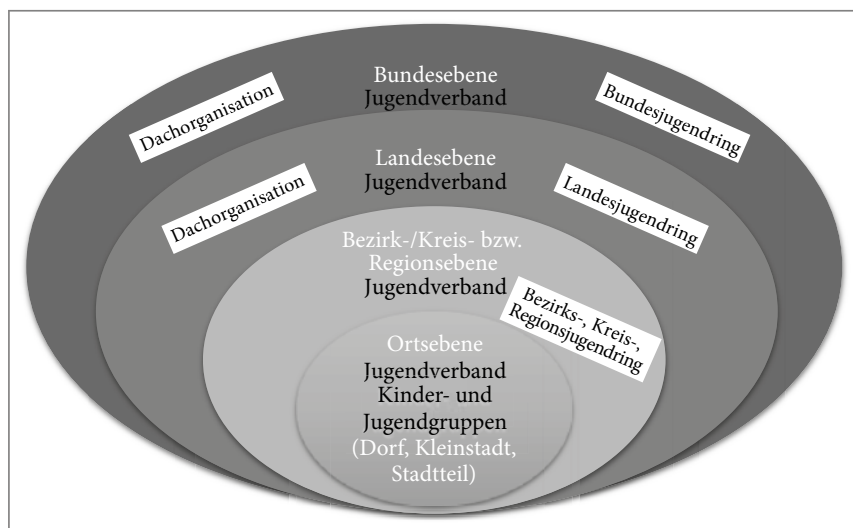 Bundesebene
Jugendverband
Dachorganisation
Bundesjugendring
Landesebene
Jugendverband
Dachorganisation
Landesjugendring
Bezirk-/Kreis- bzw.
Regionsebene
Jugendverband
Bezirks-, Kreis-,
Regionsjugendring
Ortsebene
Jugendverband
Kinder- und
Jugendgruppen
(Dorf, Kleinstadt,
Stadtteil)